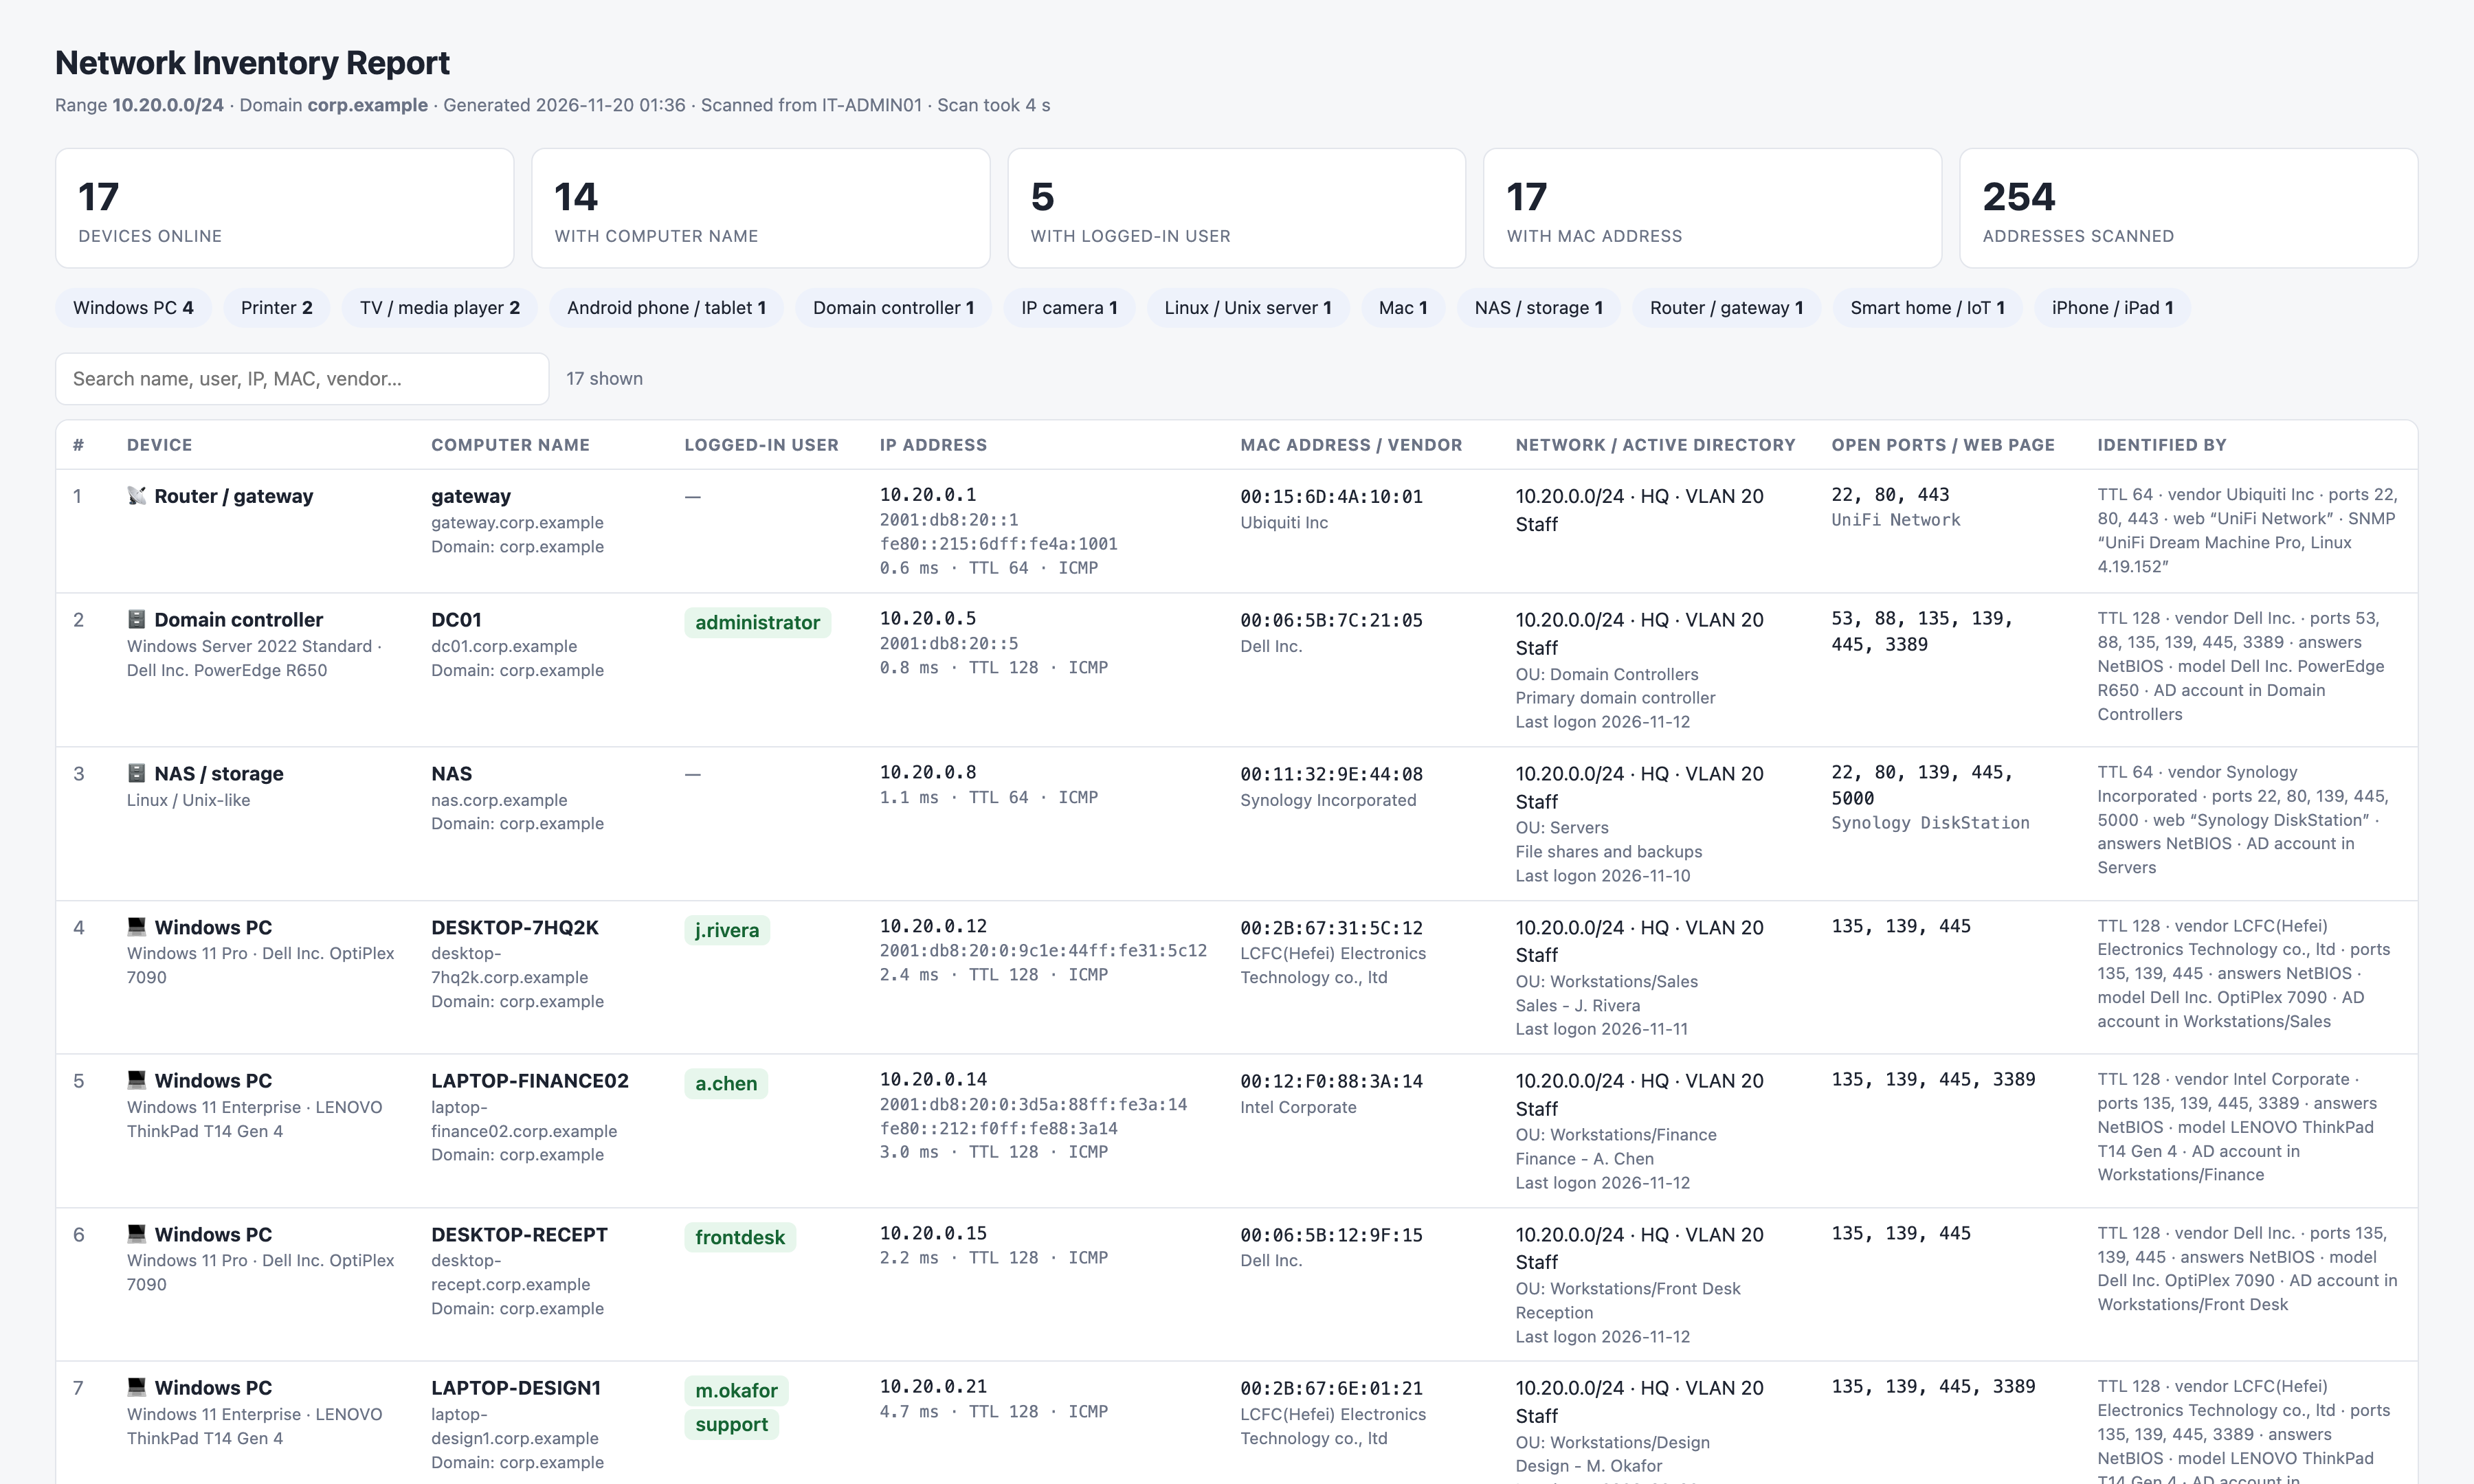 Network Inventory Report
Range 10.20.0.0/24 · Domain corp.example · Generated 2026-11-20 01:36 · Scanned from IT-ADMIN01 · Scan took 4 s
17
DEVICES ONLINE
14
WITH COMPUTER NAME
5
WITH LOGGED-IN USER
17
WITH MAC ADDRESS
254
ADDRESSES SCANNED
Windows PC 4
Printer 2
TV / media player 2
Android phone / tablet 1
Domain controller 1
IP camera 1
Linux / Unix server 1
Mac 1
NAS / storage 1
Router / gateway 1
Smart home / IoT 1
iPhone / iPad 1
Search name, user, IP, MAC, vendor...
17 shown
# DEVICE COMPUTER NAME LOGGED-IN USER IP ADDRESS MAC ADDRESS / VENDOR NETWORK / ACTIVE DIRECTORY OPEN PORTS / WEB PAGE IDENTIFIED BY
1
Router / gateway
gateway
gateway.corp.example
Domain: corp.example
—
10.20.0.1
2001:db8:20::1
fe80::215:6dff:fe4a:1001
0.6 ms · TTL 64 · ICMP
00:15:6D:4A:10:01
Ubiquiti Inc
10.20.0.0/24 · HQ · VLAN 20
Staff
22, 80, 443
UniFi Network
TTL 64 · vendor Ubiquiti Inc · ports 22,
80, 443 · web “UniFi Network” · SNMP
“UniFi Dream Machine Pro, Linux
4.19.152”
2
Domain controller
Windows Server 2022 Standard ·
Dell Inc. PowerEdge R650
DC01
dc01.corp.example
Domain: corp.example
administrator
10.20.0.5
2001:db8:20::5
0.8 ms · TTL 128 · ICMP
00:06:5B:7C:21:05
Dell Inc.
10.20.0.0/24 · HQ · VLAN 20
Staff
OU: Domain Controllers
Primary domain controller
Last logon 2026-11-12
53, 88, 135, 139,
445, 3389
TTL 128 · vendor Dell Inc. · ports 53,
88, 135, 139, 445, 3389 · answers
NetBIOS · model Dell Inc. PowerEdge
R650 · AD account in Domain
Controllers
3
NAS / storage
Linux / Unix-like
NAS
nas.corp.example
Domain: corp.example
—
10.20.0.8
1.1 ms · TTL 64 · ICMP
00:11:32:9E:44:08
Synology Incorporated
10.20.0.0/24 · HQ · VLAN 20
Staff
OU: Servers
File shares and backups
Last logon 2026-11-10
22, 80, 139, 445,
5000
Synology DiskStation
TTL 64 · vendor Synology
Incorporated · ports 22, 80, 139, 445,
5000 · web “Synology DiskStation” ·
answers NetBIOS · AD account in
Servers
4
Windows PC
Windows 11 Pro · Dell Inc. OptiPlex
7090
DESKTOP-7HQ2K
desktop-
7hq2k.corp.example
Domain: corp.example
j.rivera
10.20.0.12
2001:db8:20:0:9c1e:44ff:fe31:5c12
2.4 ms · TTL 128 · ICMP
00:2B:67:31:5C:12
LCFC(Hefei) Electronics
Technology co., ltd
10.20.0.0/24 · HQ · VLAN 20
Staff
OU: Workstations/Sales
Sales - J. Rivera
Last logon 2026-11-11
135, 139, 445
TTL 128 · vendor LCFC(Hefei)
Electronics Technology co., ltd · ports
135, 139, 445 · answers NetBIOS ·
model Dell Inc. OptiPlex 7090 · AD
account in Workstations/Sales
5
Windows PC
Windows 11 Enterprise · LENOVO
ThinkPad T14 Gen 4
LAPTOP-FINANCE02
laptop-
finance02.corp.example
Domain: corp.example
a.chen
10.20.0.14
2001:db8:20:0:3d5a:88ff:fe3a:14
fe80::212:f0ff:fe88:3a14
3.0 ms · TTL 128 · ICMP
00:12:F0:88:3A:14
Intel Corporate
10.20.0.0/24 · HQ · VLAN 20
Staff
OU: Workstations/Finance
Finance - A. Chen
Last logon 2026-11-12
135, 139, 445, 3389
TTL 128 · vendor Intel Corporate ·
ports 135, 139, 445, 3389 · answers
NetBIOS · model LENOVO ThinkPad
T14 Gen 4 · AD account in
Workstations/Finance
6
Windows PC
Windows 11 Pro · Dell Inc. OptiPlex
7090
DESKTOP-RECEPT
desktop-
recept.corp.example
Domain: corp.example
frontdesk
10.20.0.15
2.2 ms · TTL 128 · ICMP
00:06:5B:12:9F:15
Dell Inc.
10.20.0.0/24 · HQ · VLAN 20
Staff
OU: Workstations/Front Desk
Reception
Last logon 2026-11-12
135, 139, 445
TTL 128 · vendor Dell Inc. · ports 135,
139, 445 · answers NetBIOS · model
Dell Inc. OptiPlex 7090 · AD account in
Workstations/Front Desk
7
Windows PC
Windows 11 Enterprise · LENOVO
ThinkPad T14 Gen 4
LAPTOP-DESIGN1
laptop-
design1.corp.example
Domain: corp.example
m.okafor
support
10.20.0.21
4.7 ms · TTL 128 · ICMP
00:2B:67:6E:01:21
LCFC(Hefei) Electronics
Technology co., ltd
10.20.0.0/24 · HQ · VLAN 20
Staff
OU: Workstations/Design
Design - M. Okafor
135, 139, 445, 3389
TTL 128 · vendor LCFC(Hefei)
Electronics Technology co., ltd · ports
135, 139, 445, 3389 · answers
NetBIOS · model LENOVO ThinkPad
T14 Gen 4 · AD account in